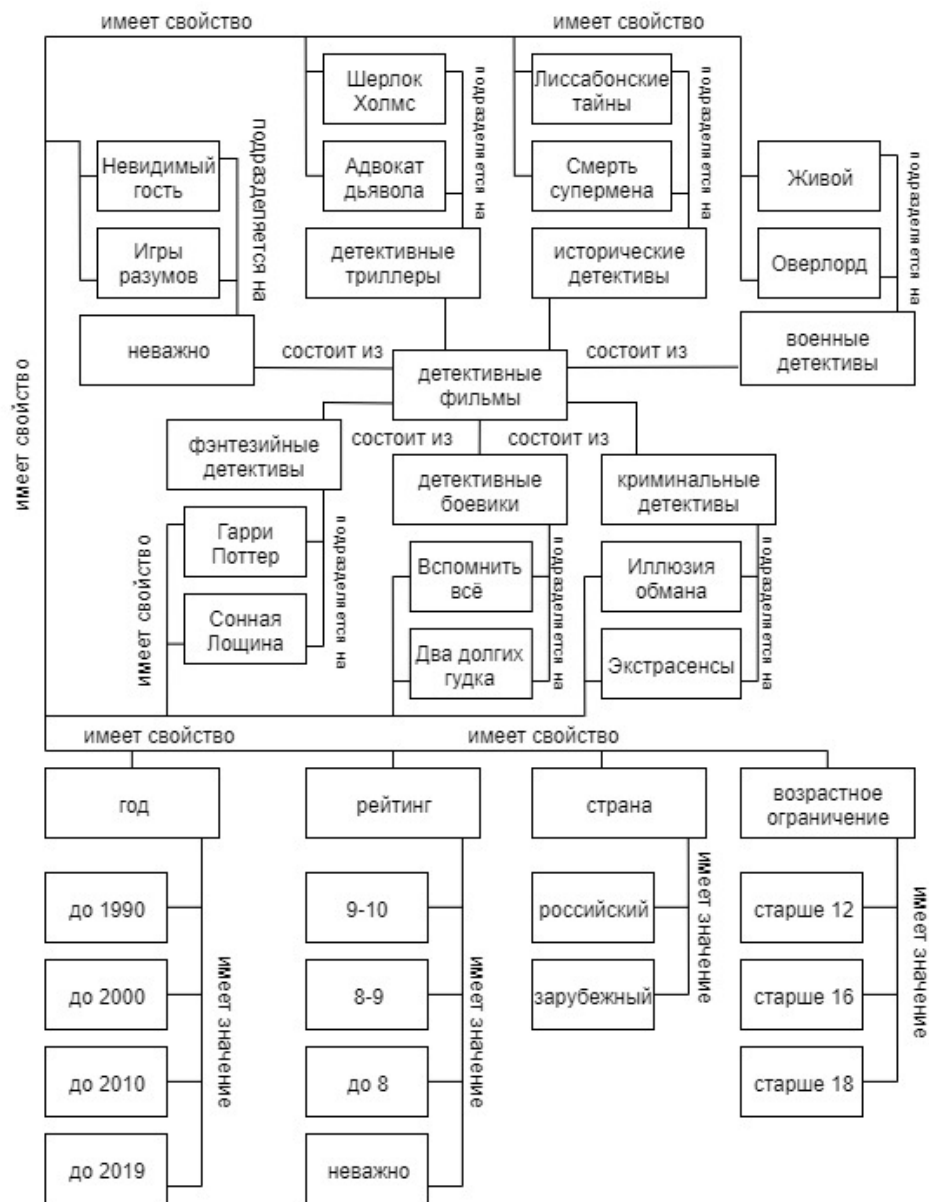 имеет свойство
имеет свойство
Шерлок
Холмс
подразделяется на
Лиссабонские
тайны
подразделяется на
Невидимый
гость
подразделяется на
Адвокат
дьявола
Смерть
супермена
Живой
подразделяется на
Игры
разумов
детективные
триллеры
исторические
детективы
Оверлорд
неважно
состоит из
детективные
фильмы
состоит из
военные
детективы
имеет свойство
фэнтезийные
детективы
состоит из
состоит из
детективные
боевики
криминальные
детективы
имеет свойство
Гарри
Поттер
подразделяется на
Вспомнить
всё
подразделяется на
Иллюзия
обмана
подразделяется на
Сонная
Лощина
Два долгих
гудка
Экстрасенсы
имеет свойство
имеет свойство
год
рейтинг
страна
возрастное
ограничение
до 1990
9-10
российский
имеет значение
старше 12
имеет значение
до 2000
имеет значение
8-9
имеет значение
зарубежный
старше 16
до 2010
до 8
старше 18
до 2019
неважно